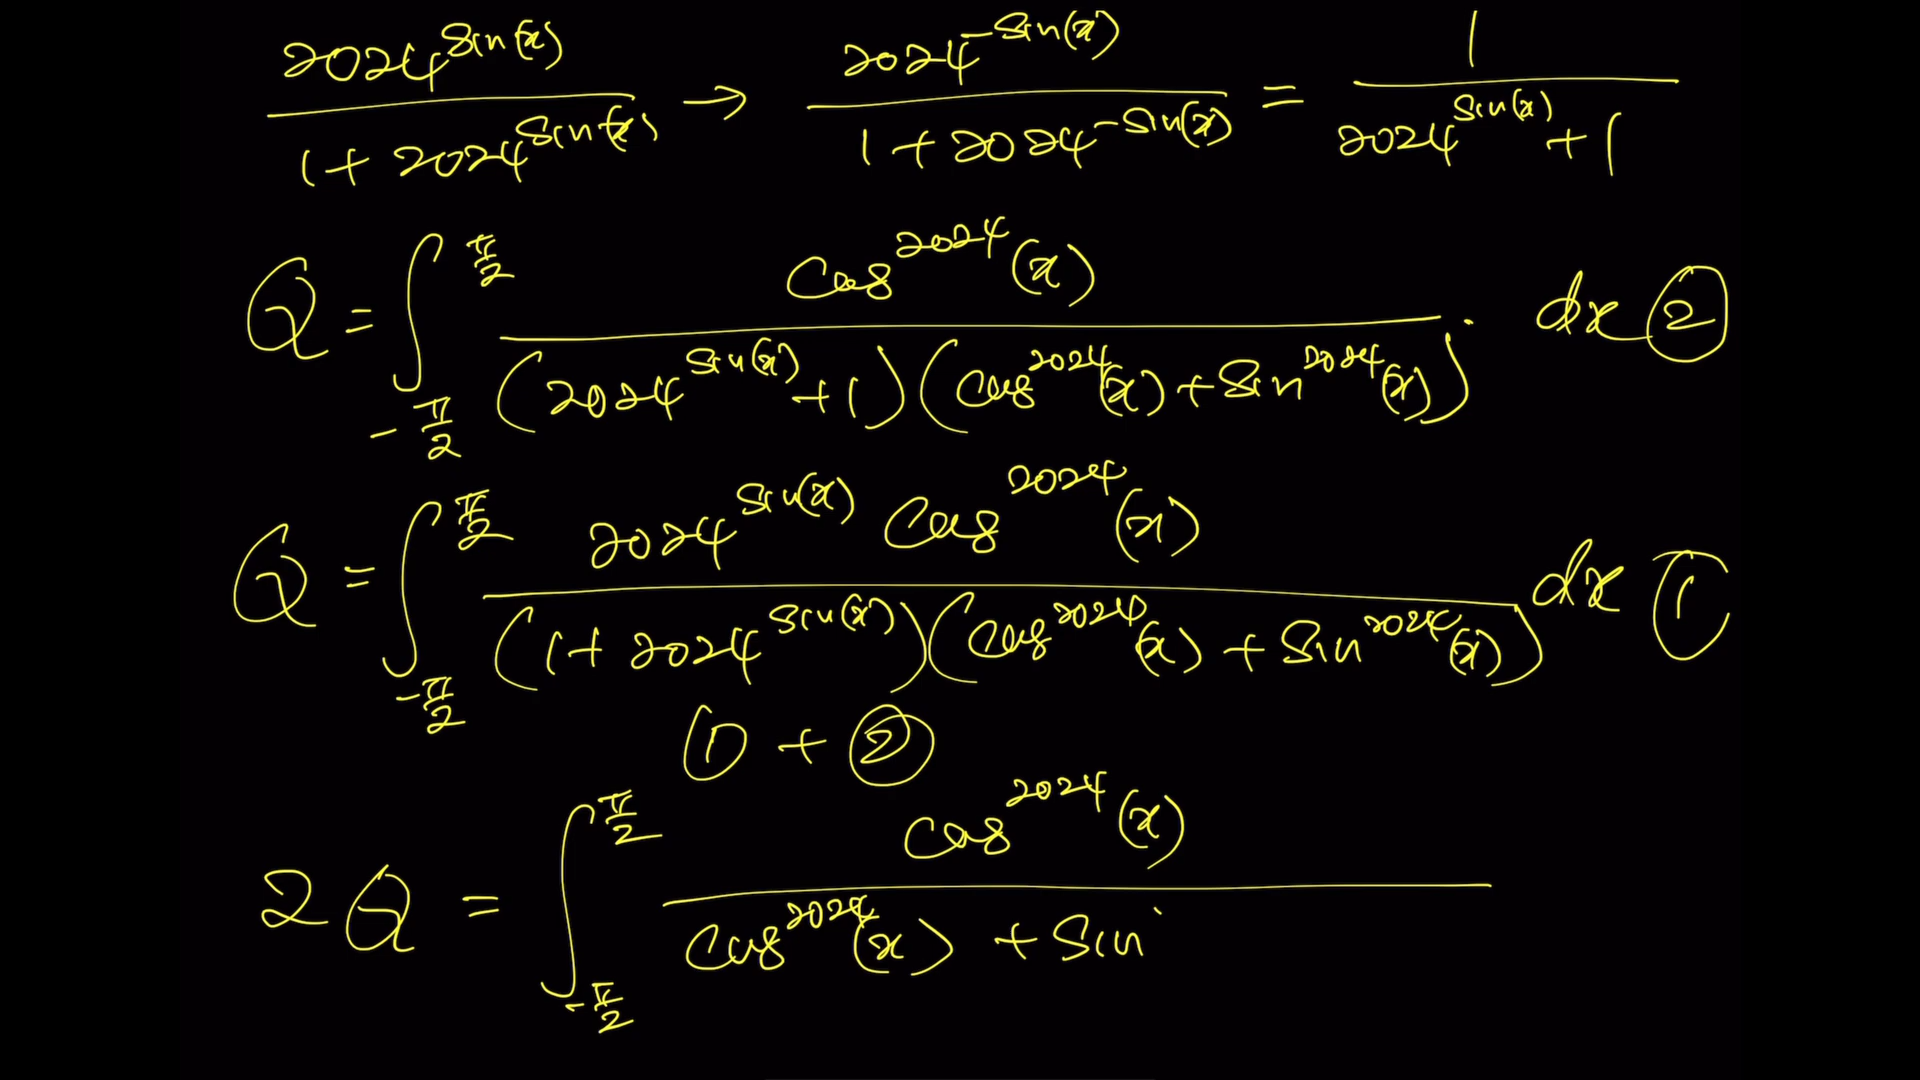 2024^sin(x) / 1 + 2024^sin(x) → 2024^-sin(x) / 1 + 2024^-sin(x) = 1 / 2024^sin(x) + 1
Q = ∫_{-π/2}^{π/2} cos^2024(x) / (2024^sin(x) + 1)(cos^2024(x) + sin^2024(x)) dx ②
Q = ∫_{-π/2}^{π/2} 2024^sin(x) cos^2024(x) / (1 + 2024^sin(x))(cos^2024(x) + sin^2024(x)) dx ①
① + ②
2Q = ∫_{-π/2}^{π/2} cos^2024(x) / cos^2024(x) + sin